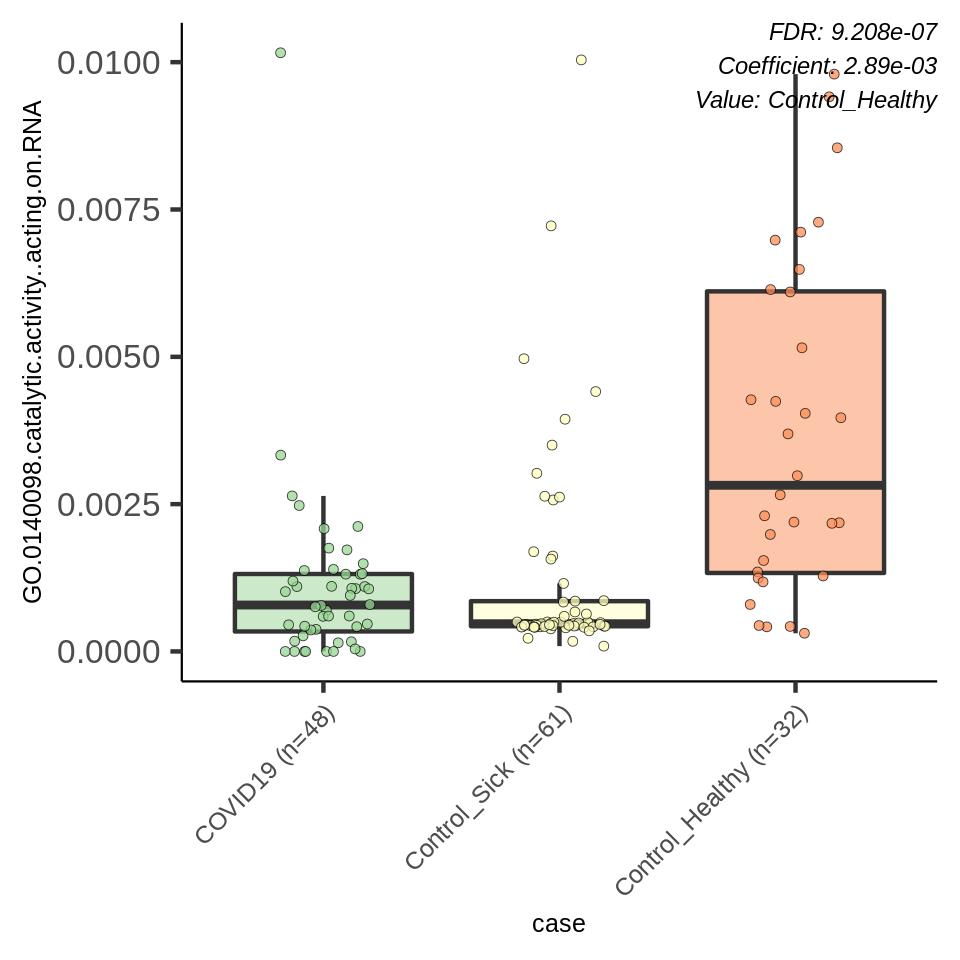 FDR: 9.208e-07
Coefficient: 2.89e-03
Value: Control_Healthy
GO.0140098.catalytic.activity..acting.on.RNA
0.0100
0.0075
0.0050
0.0025
0.0000
COVID19 (n=48)
Control_Sick (n=61)
Control_Healthy (n=32)
case